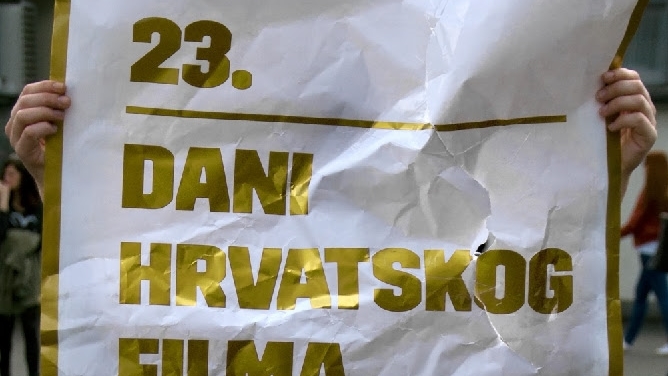 23.
DANI
HRVATSKOG
FILMA